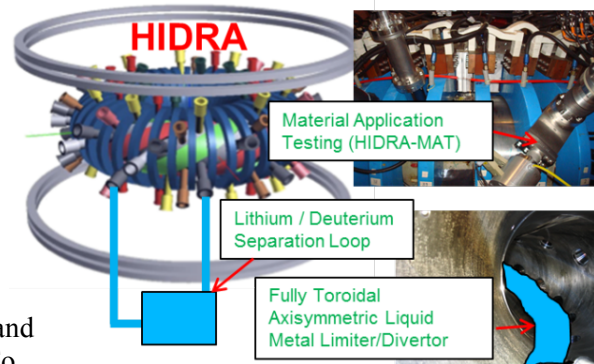 HIDRA
Material Application
Testing (HIDRA-MAT)
Lithium / Deuterium
Separation Loop
Fully Toroidal
Axisymmetric Liquid
Metal Limiter/Divertor
and